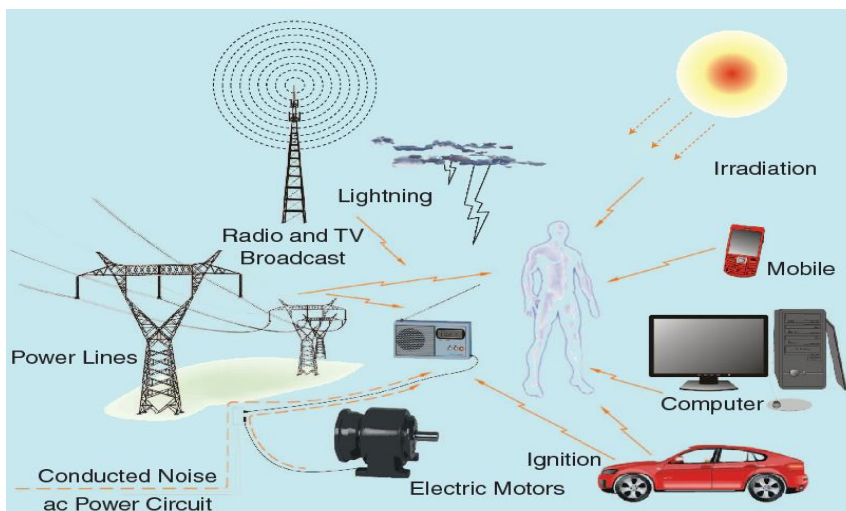 Irradiation
Lightning
Radio and TV
Broadcast
Mobile
Power Lines
Computer
Ignition
Conducted Noise
ac Power Circuit
Electric Motors